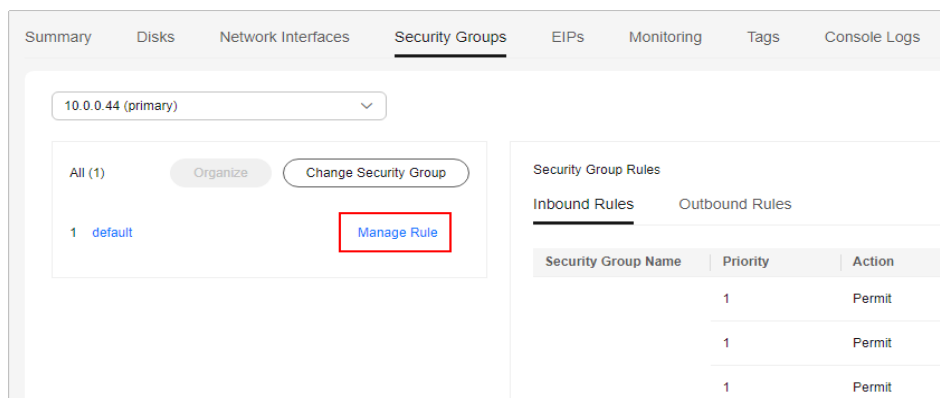 Summary Disks Network Interfaces Security Groups EIPs Monitoring Tags Console Logs
10.0.0.44 (primary)
All (1) Organize Change Security Group
1 default Manage Rule
Security Group Rules
Inbound Rules Outbound Rules
Security Group Name Priority Action
1 Permit
1 Permit
1 Permit